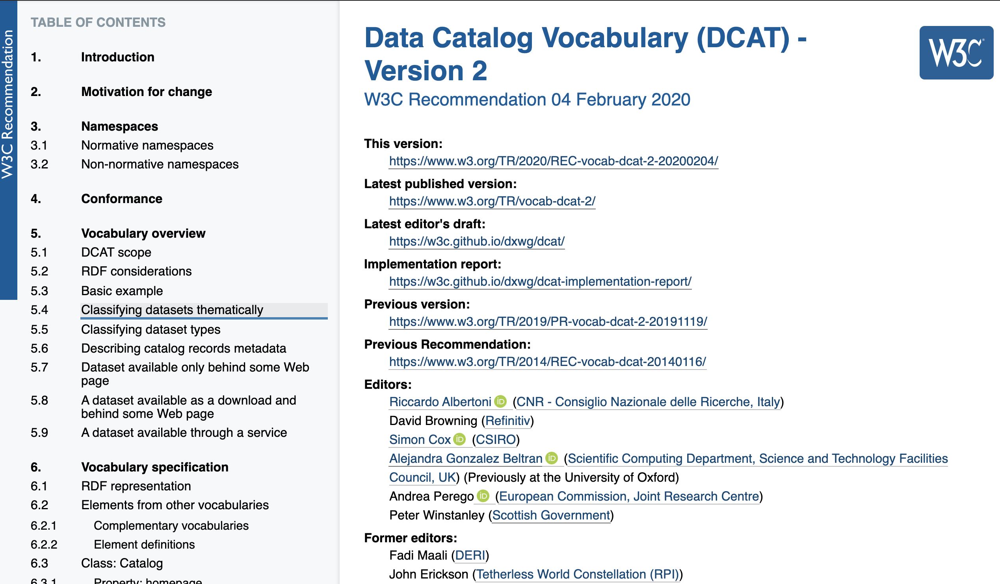 W3C Recommendation
TABLE OF CONTENTS
1. Introduction
2. Motivation for change
3. Namespaces
3.1 Normative namespaces
3.2 Non-normative namespaces
4. Conformance
5. Vocabulary overview
5.1 DCAT scope
5.2 RDF considerations
5.3 Basic example
5.4 Classifying datasets thematically
5.5 Classifying dataset types
5.6 Describing catalog records metadata
5.7 Dataset available only behind some Web
page
5.8 A dataset available as a download and
behind some Web page
5.9 A dataset available through a service
6. Vocabulary specification
6.1 RDF representation
6.2 Elements from other vocabularies
6.2.1 Complementary vocabularies
6.2.2 Element definitions
6.3 Class: Catalog
6.3.1 Property: homepage
Data Catalog Vocabulary (DCAT) -
Version 2
W3C®
W3C Recommendation 04 February 2020
This version:
https://www.w3.org/TR/2020/REC-vocab-dcat-2-20200204/
Latest published version:
https://www.w3.org/TR/vocab-dcat-2/
Latest editor's draft:
https://w3c.github.io/dxwg/dcat/
Implementation report:
https://w3c.github.io/dxwg/dcat-implementation-report/
Previous version:
https://www.w3.org/TR/2019/PR-vocab-dcat-2-20191119/
Previous Recommendation:
https://www.w3.org/TR/2014/REC-vocab-dcat-20140116/
Editors:
Riccardo Albertoni iD (CNR - Consiglio Nazionale delle Ricerche, Italy)
David Browning (Refinitiv)
Simon Cox iD (CSIRO)
Alejandra Gonzalez Beltran iD (Scientific Computing Department, Science and Technology Facilities
Council, UK) (Previously at the University of Oxford)
Andrea Perego iD (European Commission, Joint Research Centre)
Peter Winstanley (Scottish Government)
Former editors:
Fadi Maali (DERI)
John Erickson (Tetherless World Constellation (RPI))